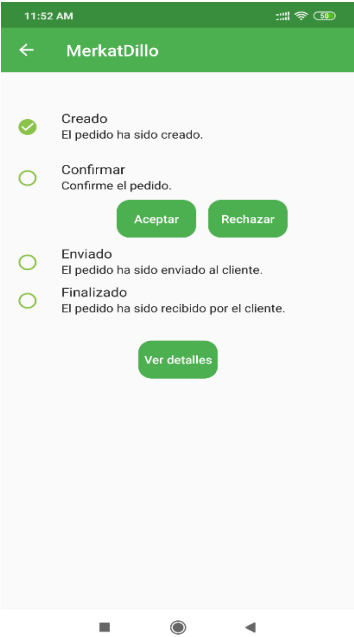 11:52 AM
58
MerkatDillo
Creado
El pedido ha sido creado.
Confirmar
Confirme el pedido.
Aceptar Rechazar
Enviado
El pedido ha sido enviado al cliente.
Finalizado
El pedido ha sido recibido por el cliente.
Ver detalles